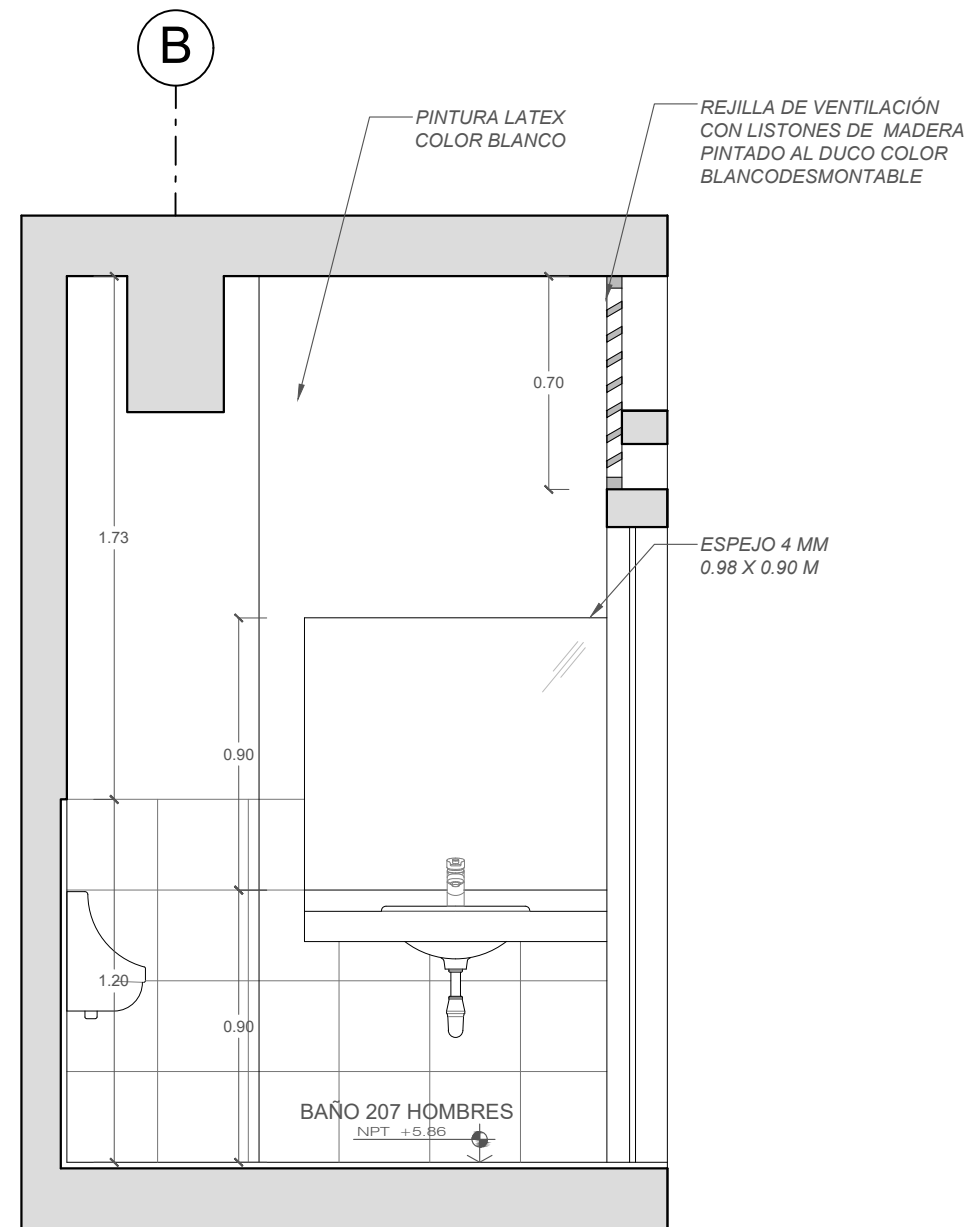 B
PINTURA LATEX
COLOR BLANCO
REJILLA DE VENTILACIÓN
CON LISTONES DE MADERA
PINTADO AL DUCO COLOR
BLANCODESMONTABLE
0.70
1.73
ESPEJO 4 MM
0.98 X 0.90 M
0.90
1.20
0.90
BAÑO 207 HOMBRES
NPT +5.86